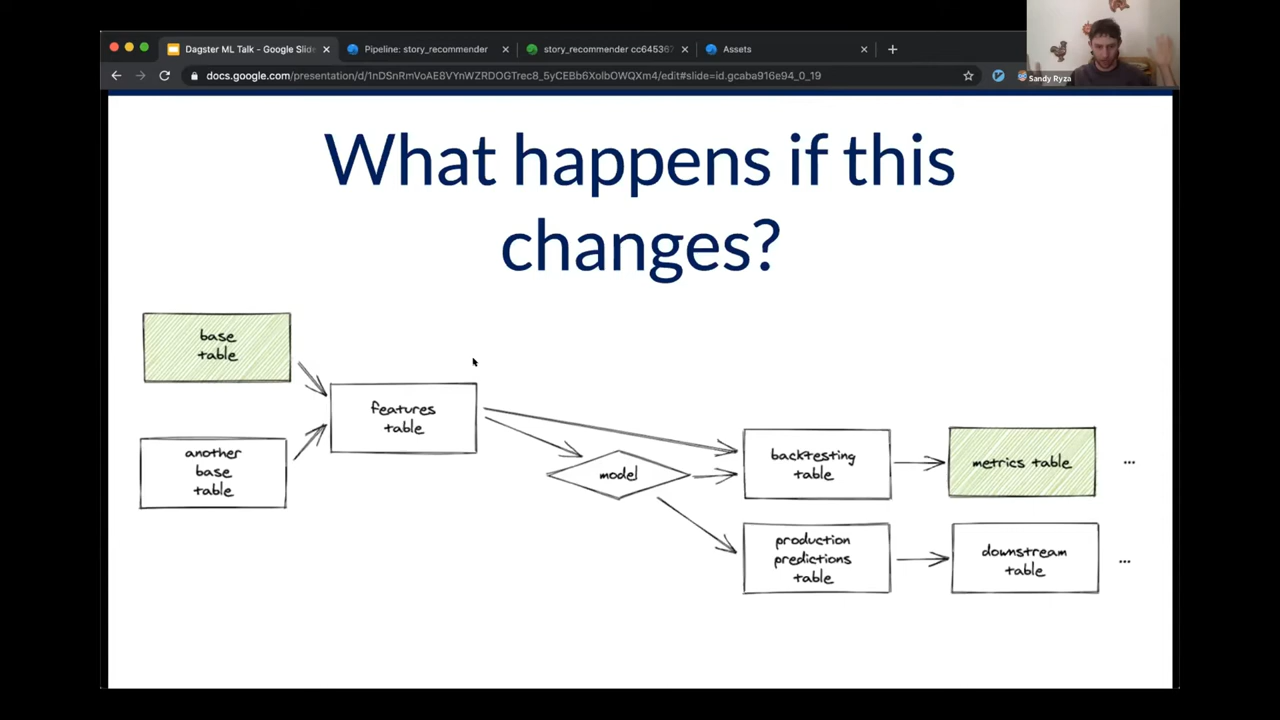 Dagster ML Talk - Google Slide
Pipeline: story_recommender
story_recommender cc64536
Assets
docs.google.com/presentation/d/1nDSnRmVoAE8VYnWZRDOGTrec8_5yCEBb6XolbOWQXm4/edit#slide=id.gcaba916e94_0_19
Sandy Ryza
What happens if this
changes?
base
table
another
base
table
features
table
model
backtesting
table
metrics table
...
production
predictions
table
downstream
table
...